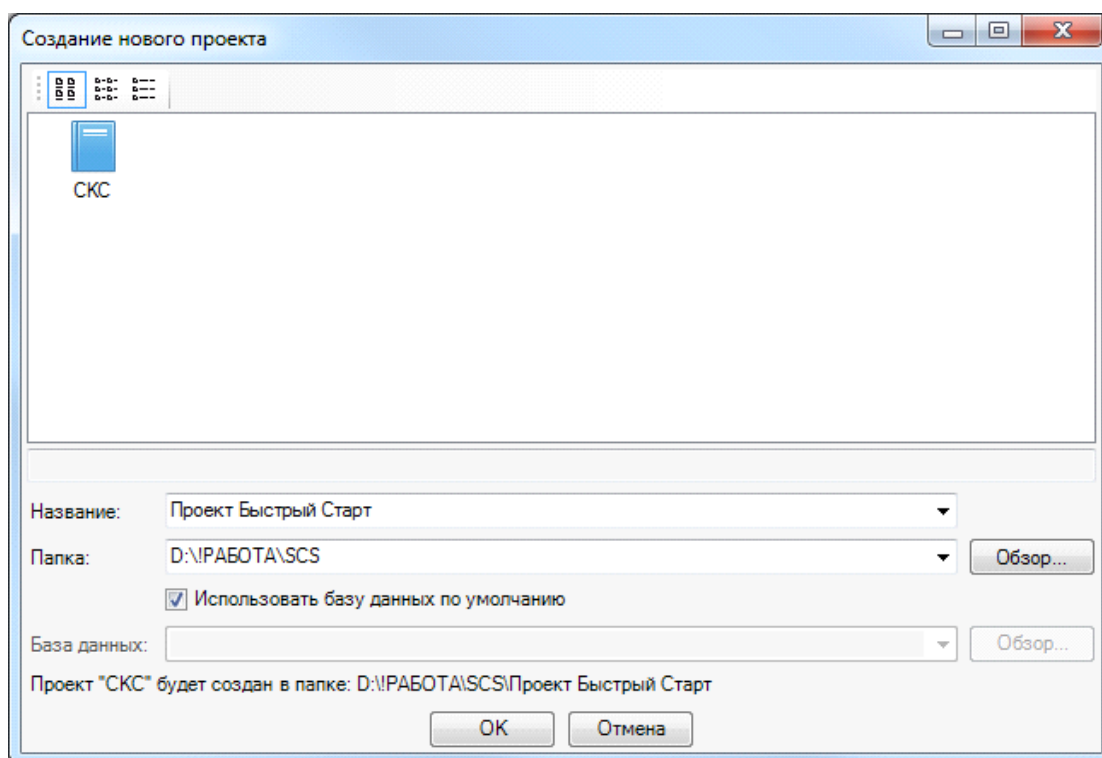 Создание нового проекта
СКС
Название: Проект Быстрый Старт
Папка: D:\!РАБОТА\SCS Обзор...
Использовать базу данных по умолчанию
База данных: Обзор...
Проект "СКС" будет создан в папке: D:\!РАБОТА\SCS\Проект Быстрый Старт
OK Отмена